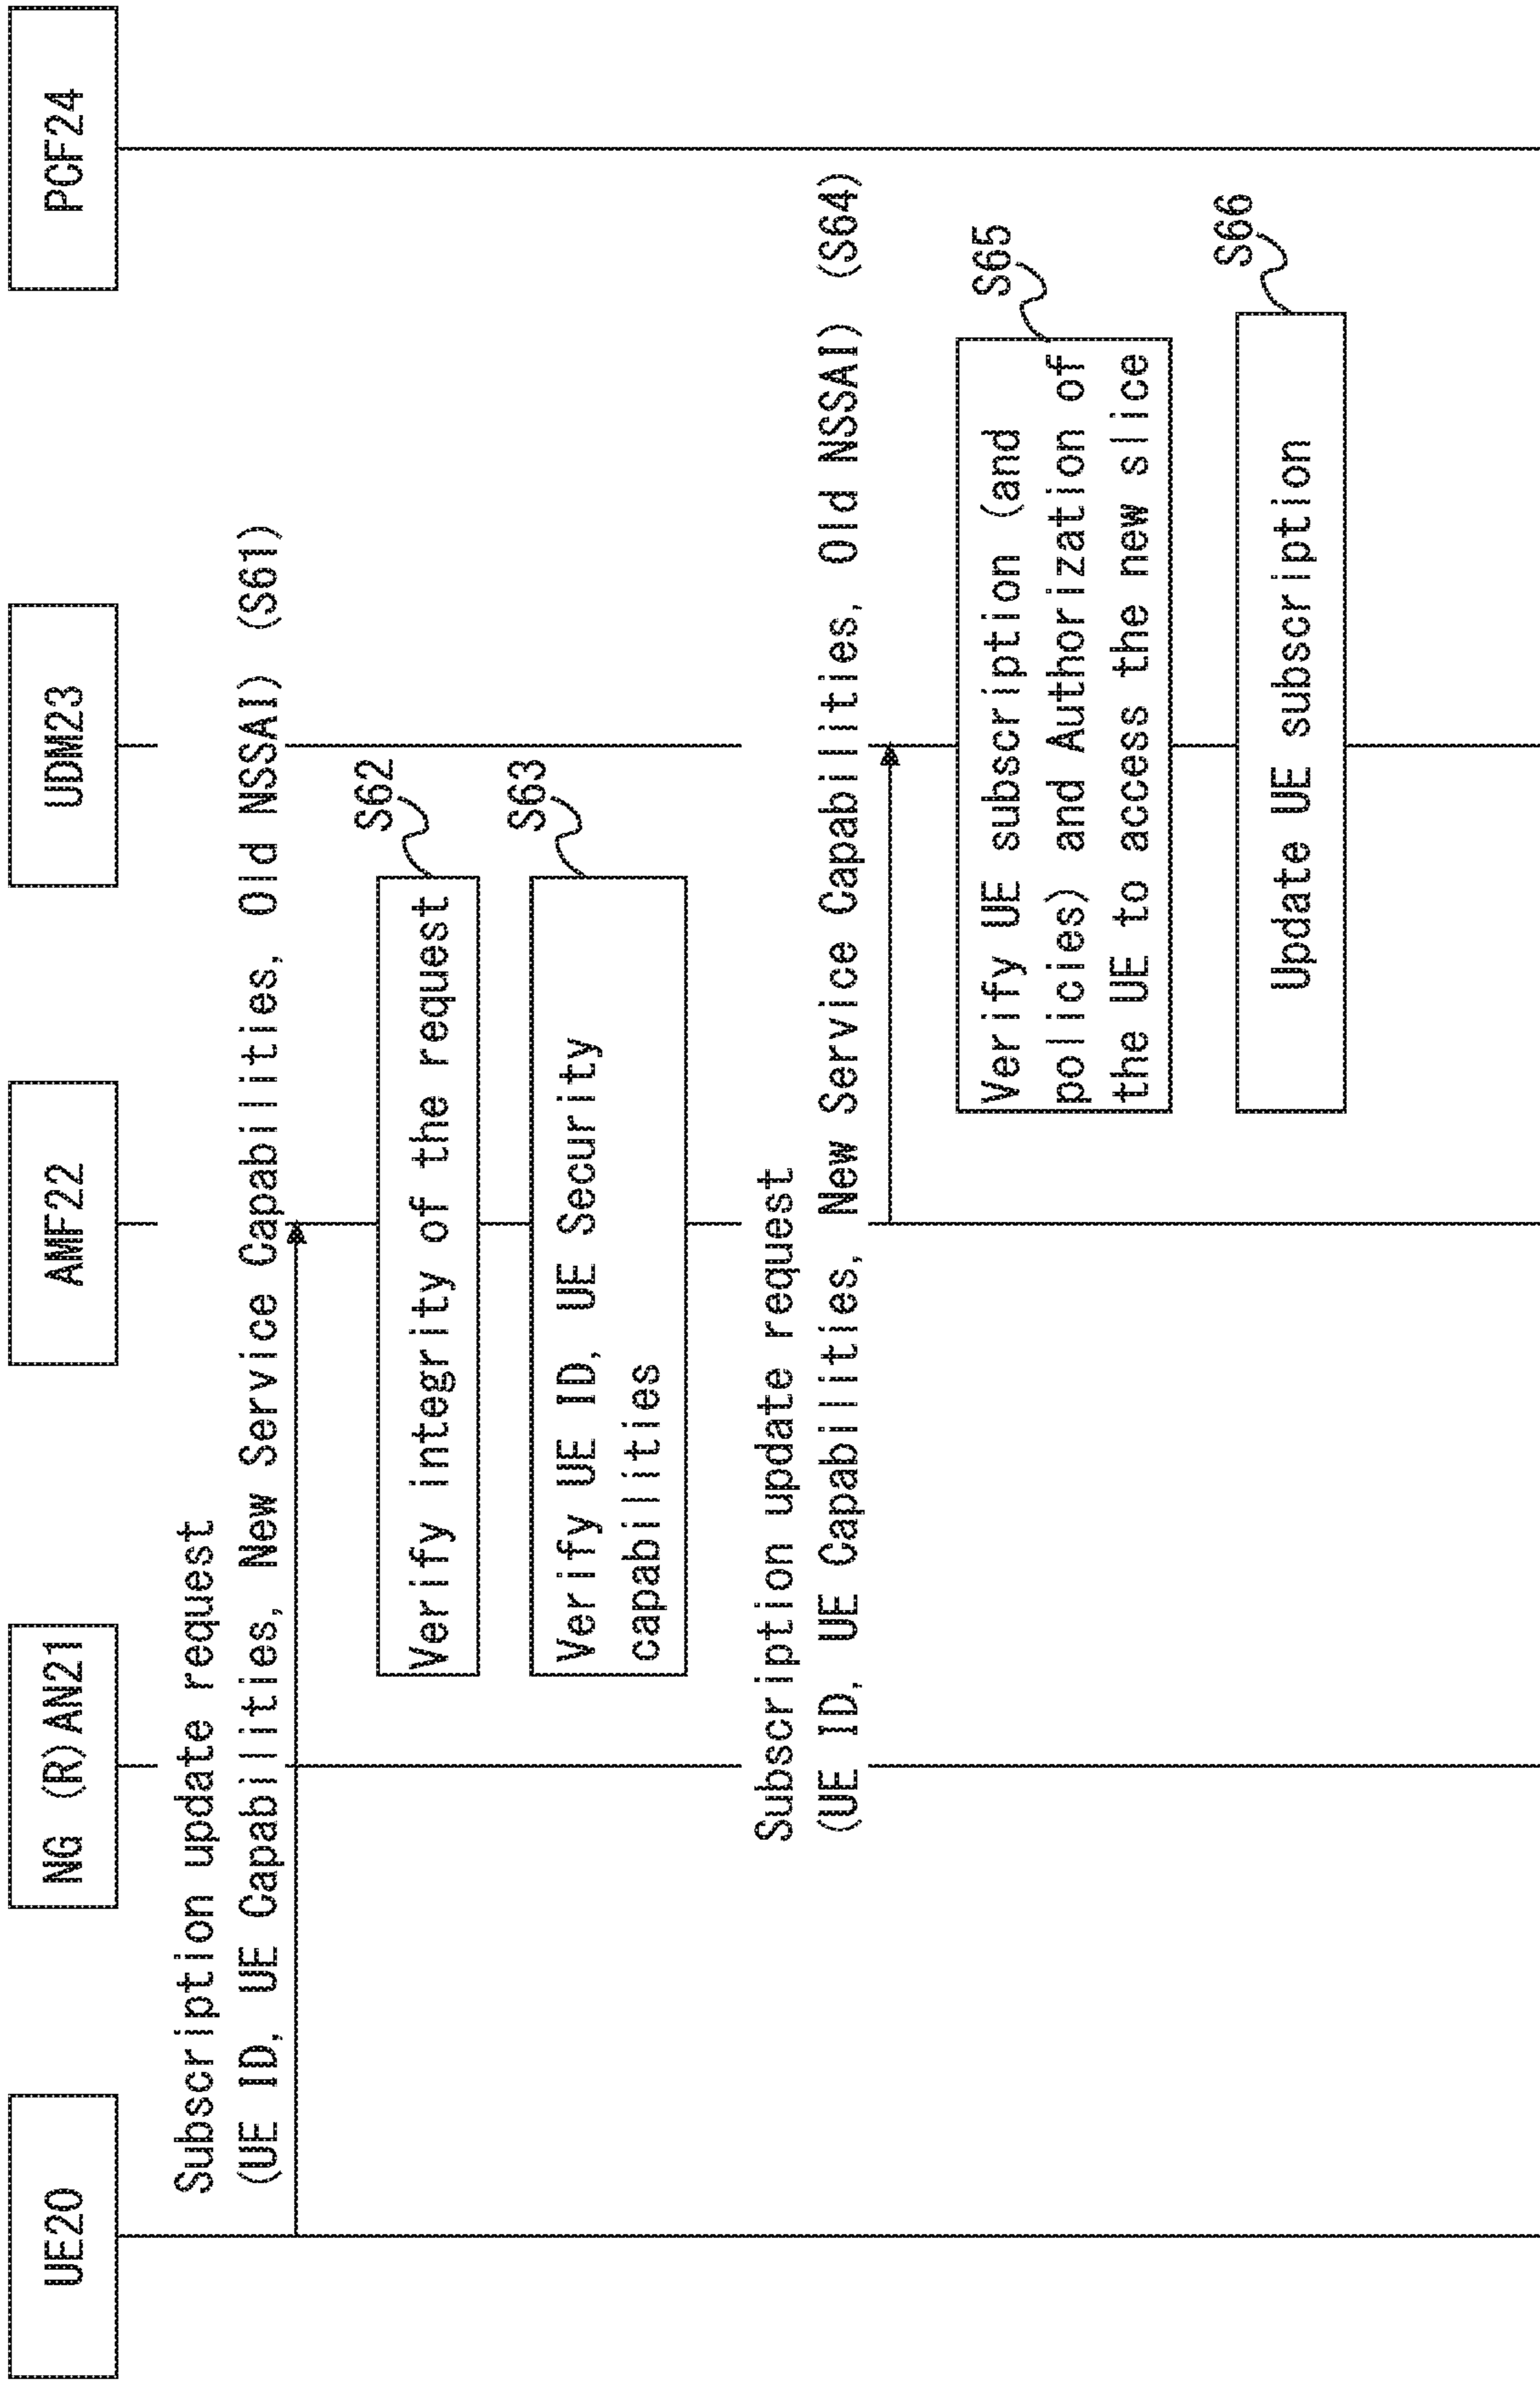 UE20
NG (R)AN21
AMF22
UDM23
PCF24
Subscription update request
(UE ID, UE Capabilities, New Service Capabilities, Old NSSAI) (S61)
Verify integrity of the request
S62
Verify UE ID, UE Security
capabilities
S63
Subscription update request
(UE ID, UE Capabilities, New Service Capabilities, Old NSSAI) (S64)
Verify UE subscription (and
policies) and Authorization of
the UE to access the new slice
S65
Update UE subscription
S66